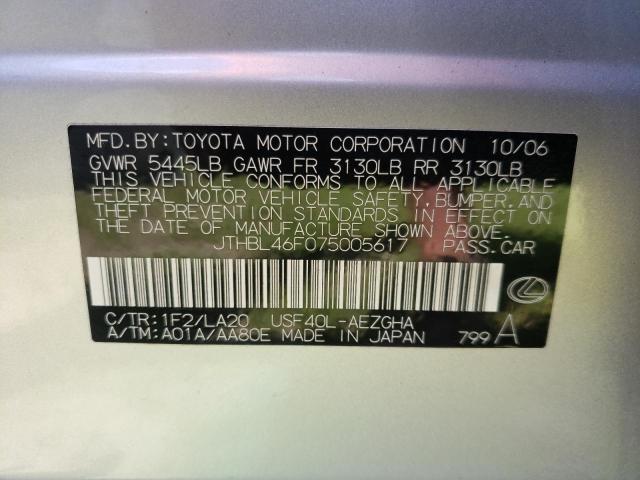 MFD.BY:TOYOTA MOTOR CORPORATION 10/06
GVWR 5445LB GAWR FR 3130LB RR 3130LB
THIS VEHICLE CONFORMS TO ALL APPLICABLE
FEDERAL MOTOR VEHICLE SAFETY,BUMPER,AND
THEFT PREVENTION STANDARDS IN EFFECT ON
THE DATE OF MANUFACTURE SHOWN ABOVE.
JTHBL46F075005617 PASS.CAR
C/TR:1F2/LA20 USF40L-AEZGHA
A/TM:A01A/AA80E MADE IN JAPAN 799 A